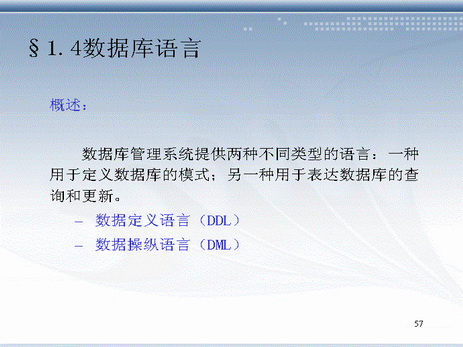 §1.4数据库语言
概述：
数据库管理系统提供两种不同类型的语言：一种
用于定义数据库的模式；另一种用于表达数据库的查
询和更新。
– 数据定义语言（DDL）
– 数据操纵语言（DML）
57